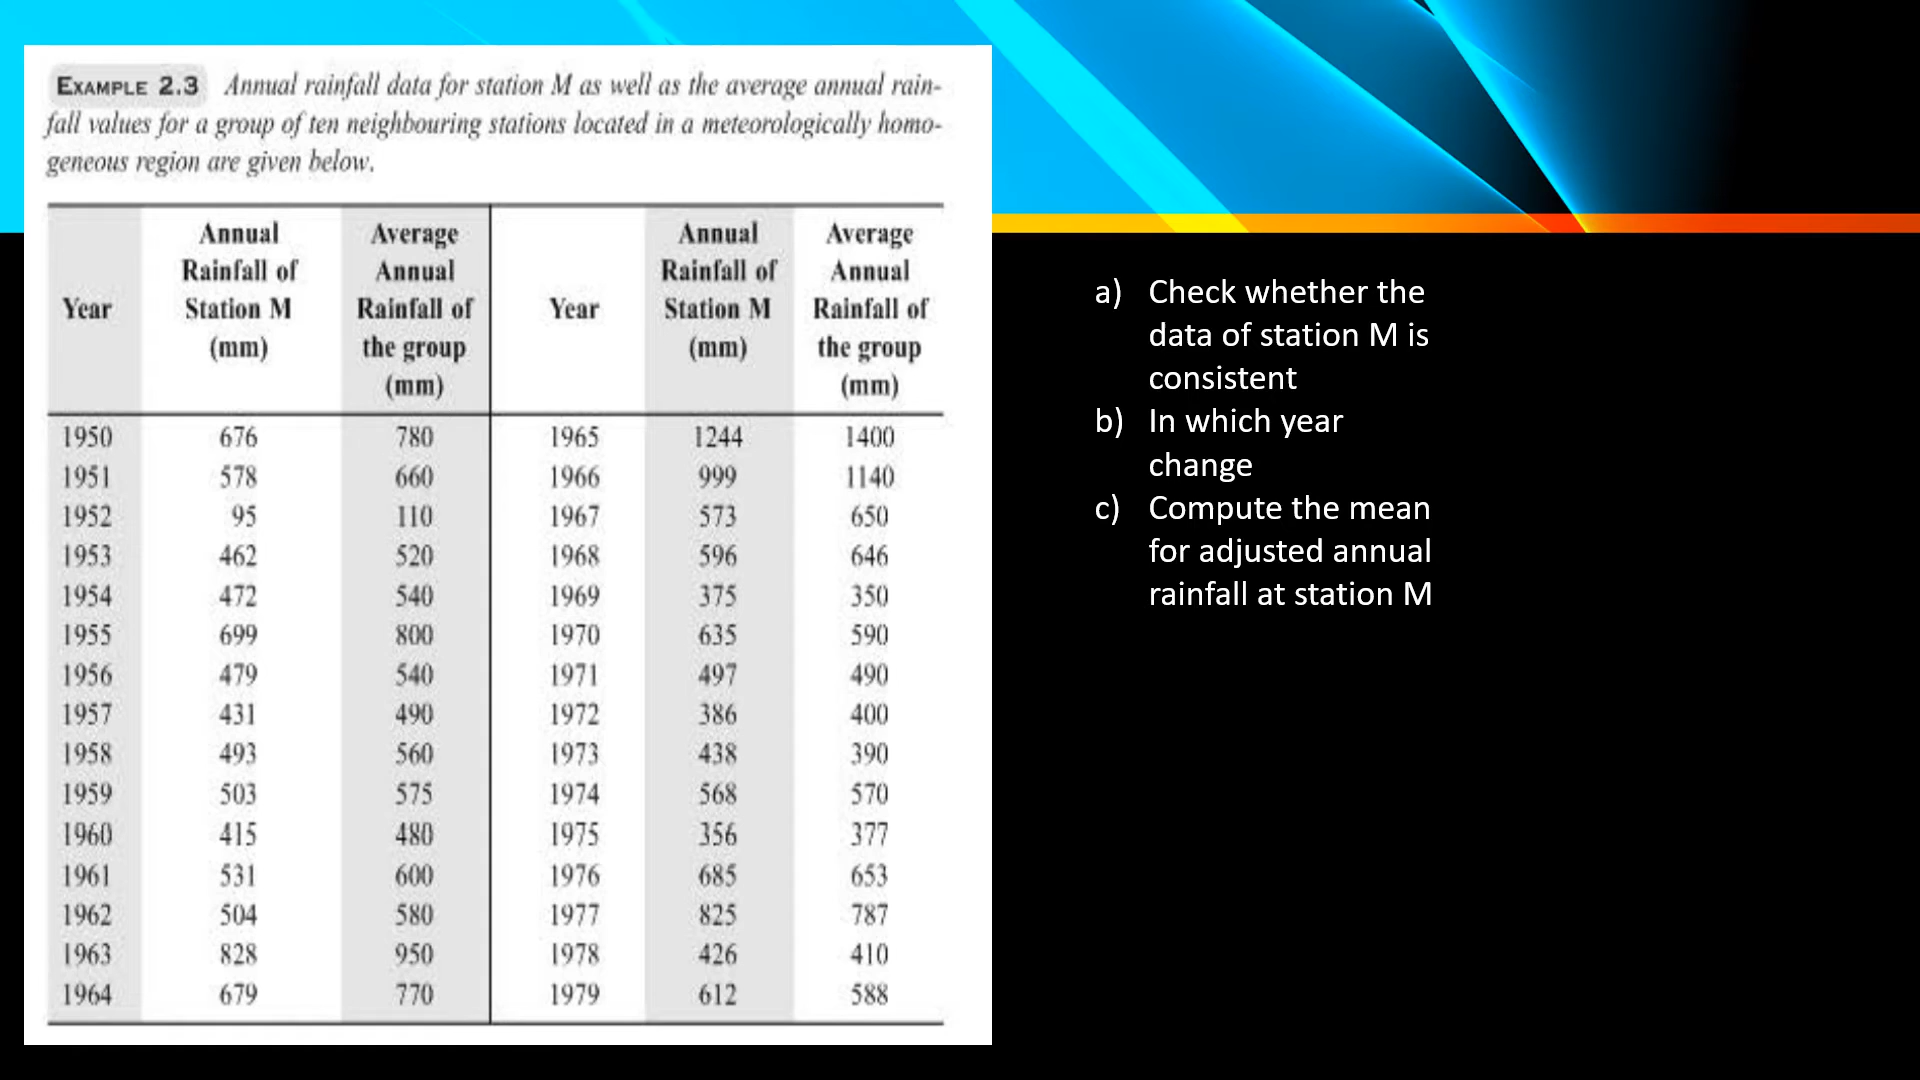 EXAMPLE 2.3 Annual rainfall data for station M as well as the average annual rain-
fall values for a group of ten neighbouring stations located in a meteorologically homo-
geneous region are given below.
Year Annual Rainfall of Station M (mm) Average Annual Rainfall of the group (mm) Year Annual Rainfall of Station M (mm) Average Annual Rainfall of the group (mm)
1950 676 780 1965 1244 1400
1951 578 660 1966 999 1140
1952 95 110 1967 573 650
1953 462 520 1968 596 646
1954 472 540 1969 375 350
1955 699 800 1970 635 590
1956 479 540 1971 497 490
1957 431 490 1972 386 400
1958 493 560 1973 438 390
1959 503 575 1974 568 570
1960 415 480 1975 356 377
1961 531 600 1976 685 653
1962 504 580 1977 825 787
1963 828 950 1978 426 410
1964 679 770 1979 612 588
a) Check whether the
data of station M is
consistent
b) In which year
change
c) Compute the mean
for adjusted annual
rainfall at station M